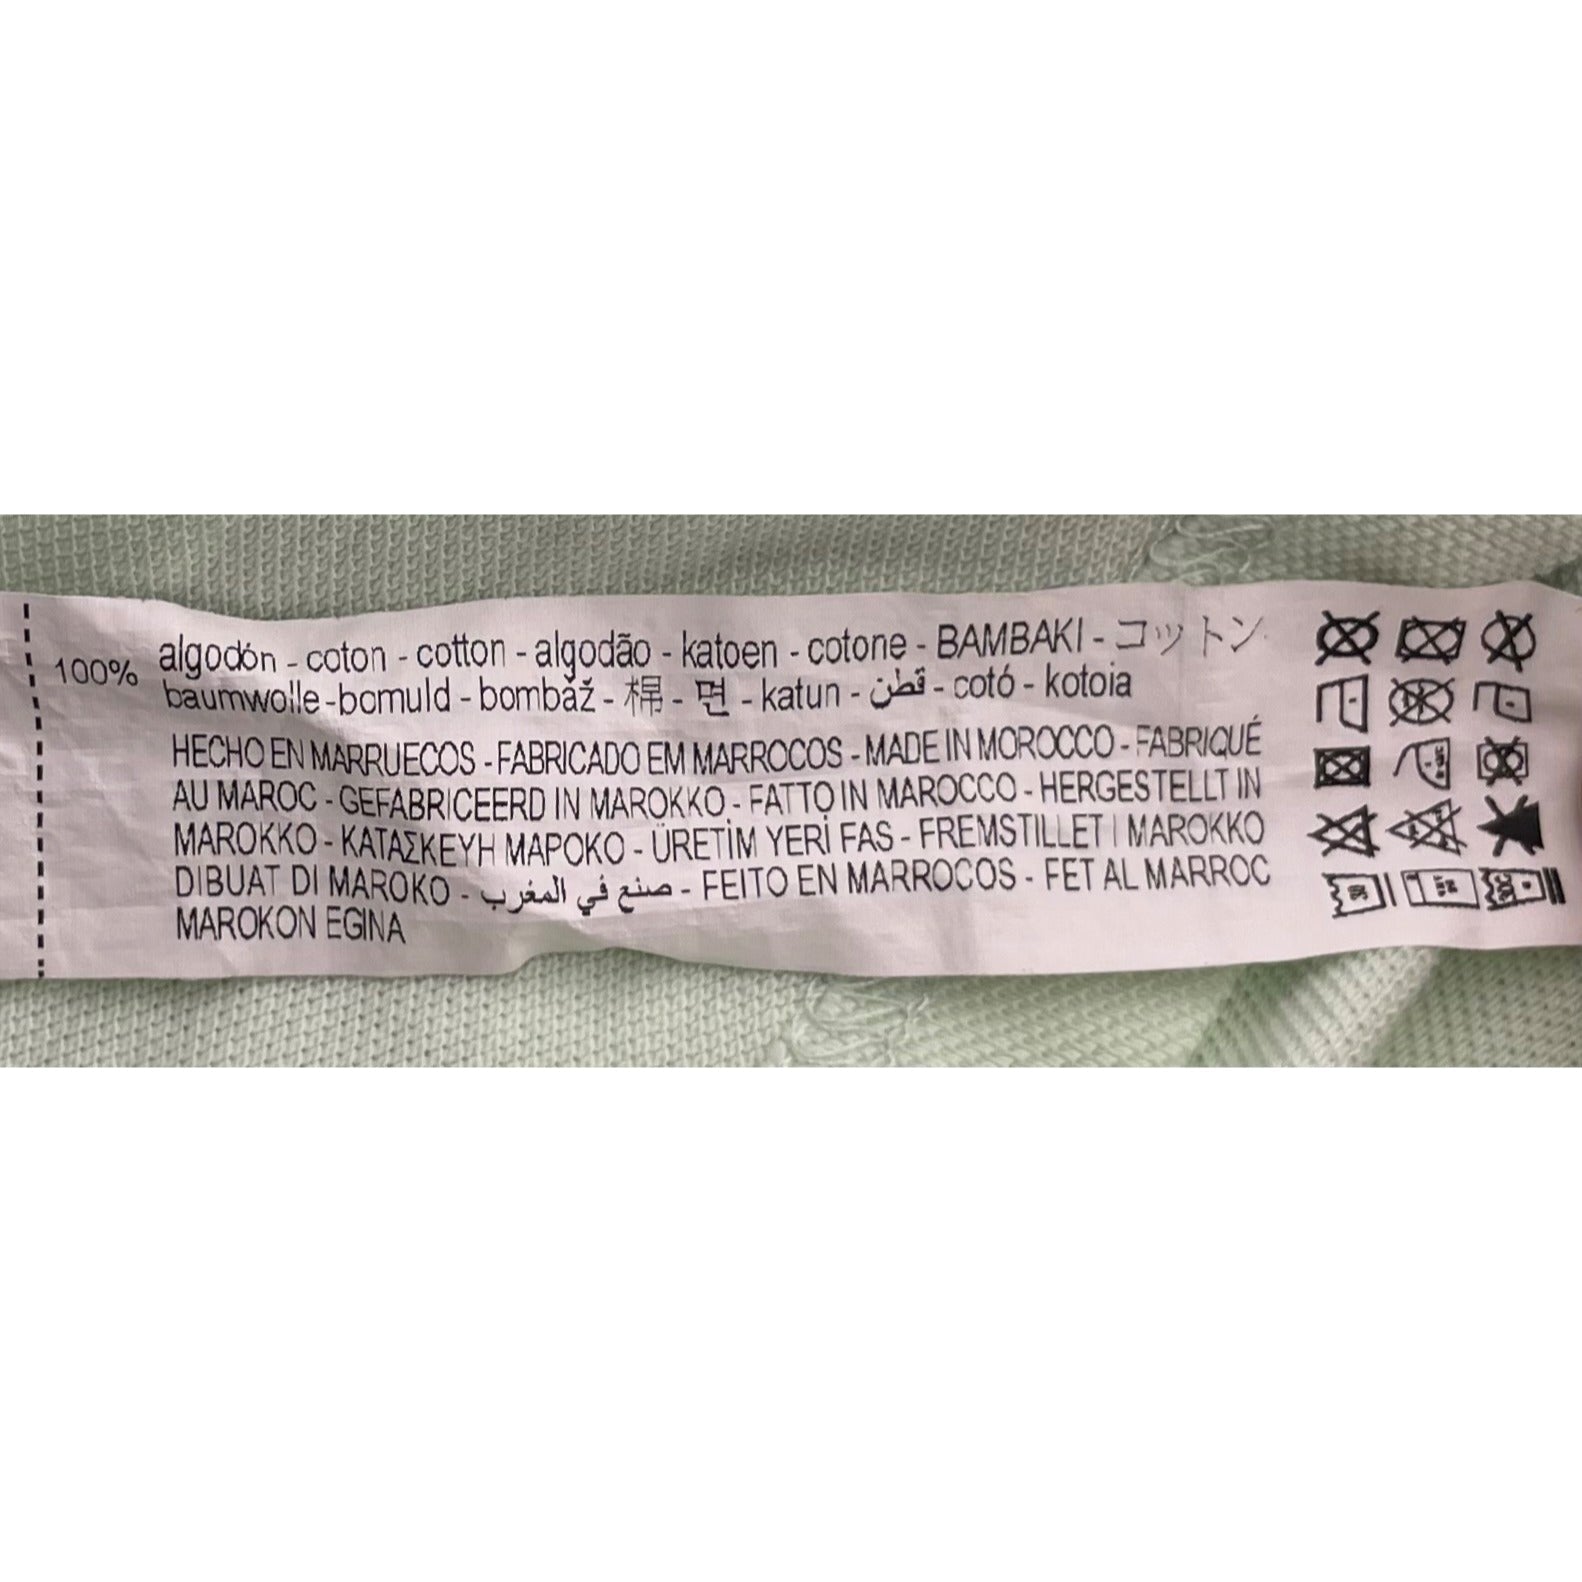 100% algodón - coton - cotton - algodão - katoen - cotone - BAMBAKI - コットン
baumwolle-bomuld - bombaž - 棉 - 면 - katun - قطن - cotó - kotoia
HECHO EN MARRUECOS - FABRICADO EM MARROCOS - MADE IN MOROCCO - FABRIQUÉ
AU MAROC - GEFABRICEERD IN MAROKKO - FATTO IN MAROCCO - HERGESTELLT IN
MAROKKO - ΚΑΤΑΣΚΕΥΗ ΜΑΡΟΚΟ - ÜRETİM YERİ FAS - FREMSTILLET I MAROKKO
DIBUAT DI MAROKO - صنع في المغرب - FEITO EN MARROCOS - FET AL MARROC
MAROKON EGINA